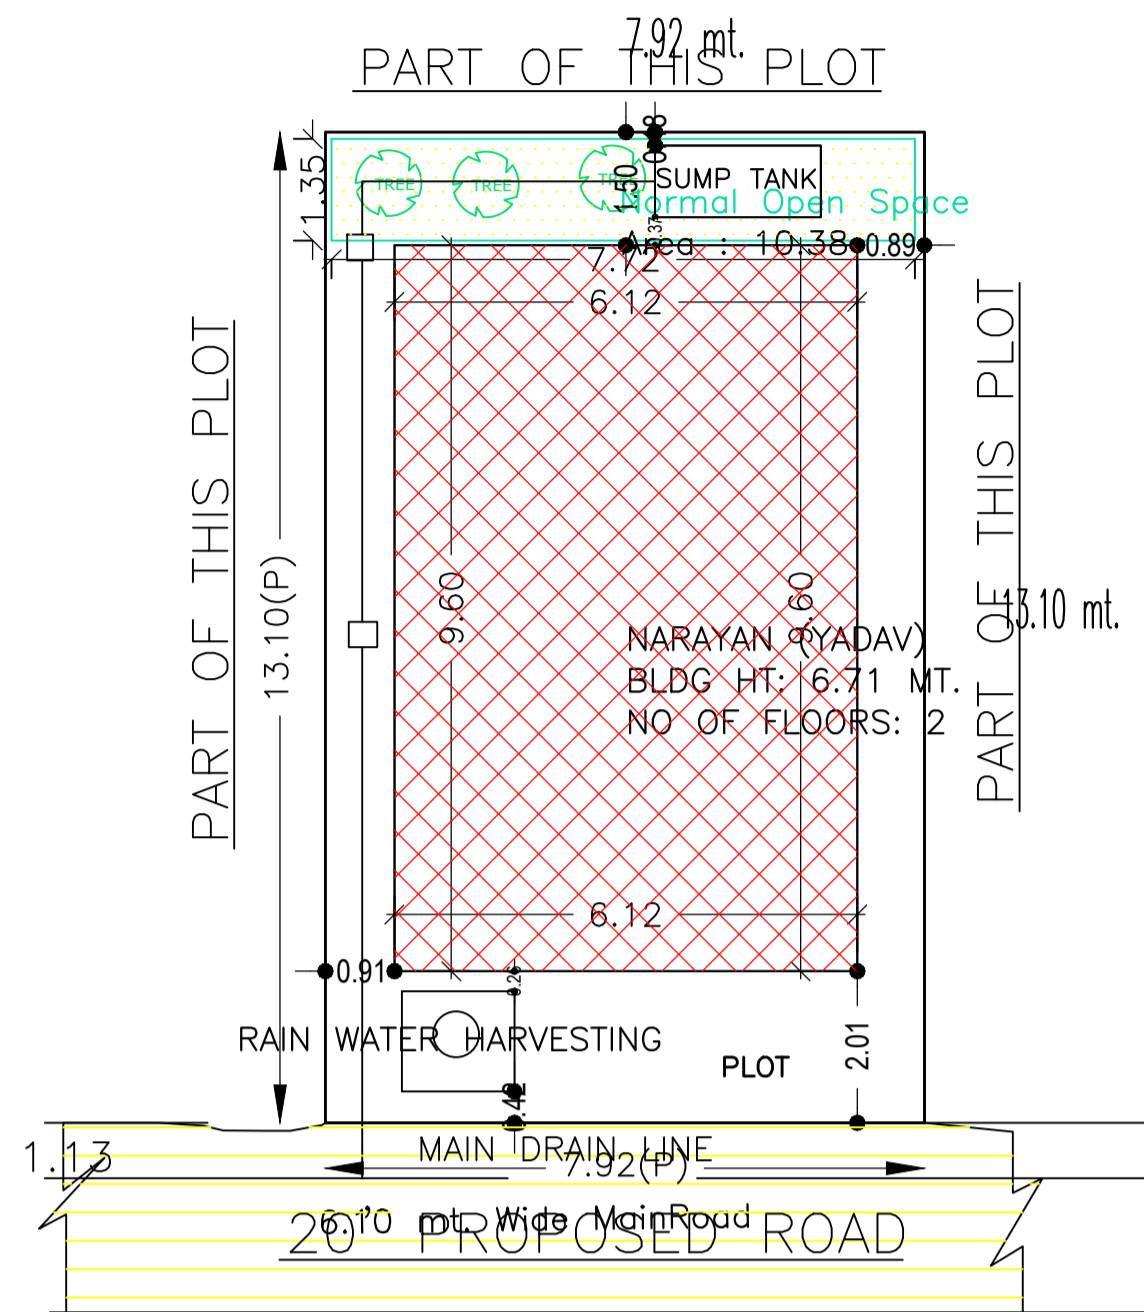 7.92 mt.
PART OF THIS PLOT
1.35
TREE
TREE
TREE
1.50
SUMP TANK
Normal Open Space
Area : 10.38
0.89
7.72
6.12
PART OF THIS PLOT
PART OF THIS PLOT
13.10(P)
13.10 mt.
9.60
9.60
NARAYAN (YADAV)
BLDG HT: 6.71 MT.
NO OF FLOORS: 2
6.12
0.91
0.26
RAIN WATER HARVESTING
PLOT
2.01
1.13
MAIN DRAIN LINE
7.92(P)
6.10 mt. Wide MainRoad
20' PROPOSED ROAD